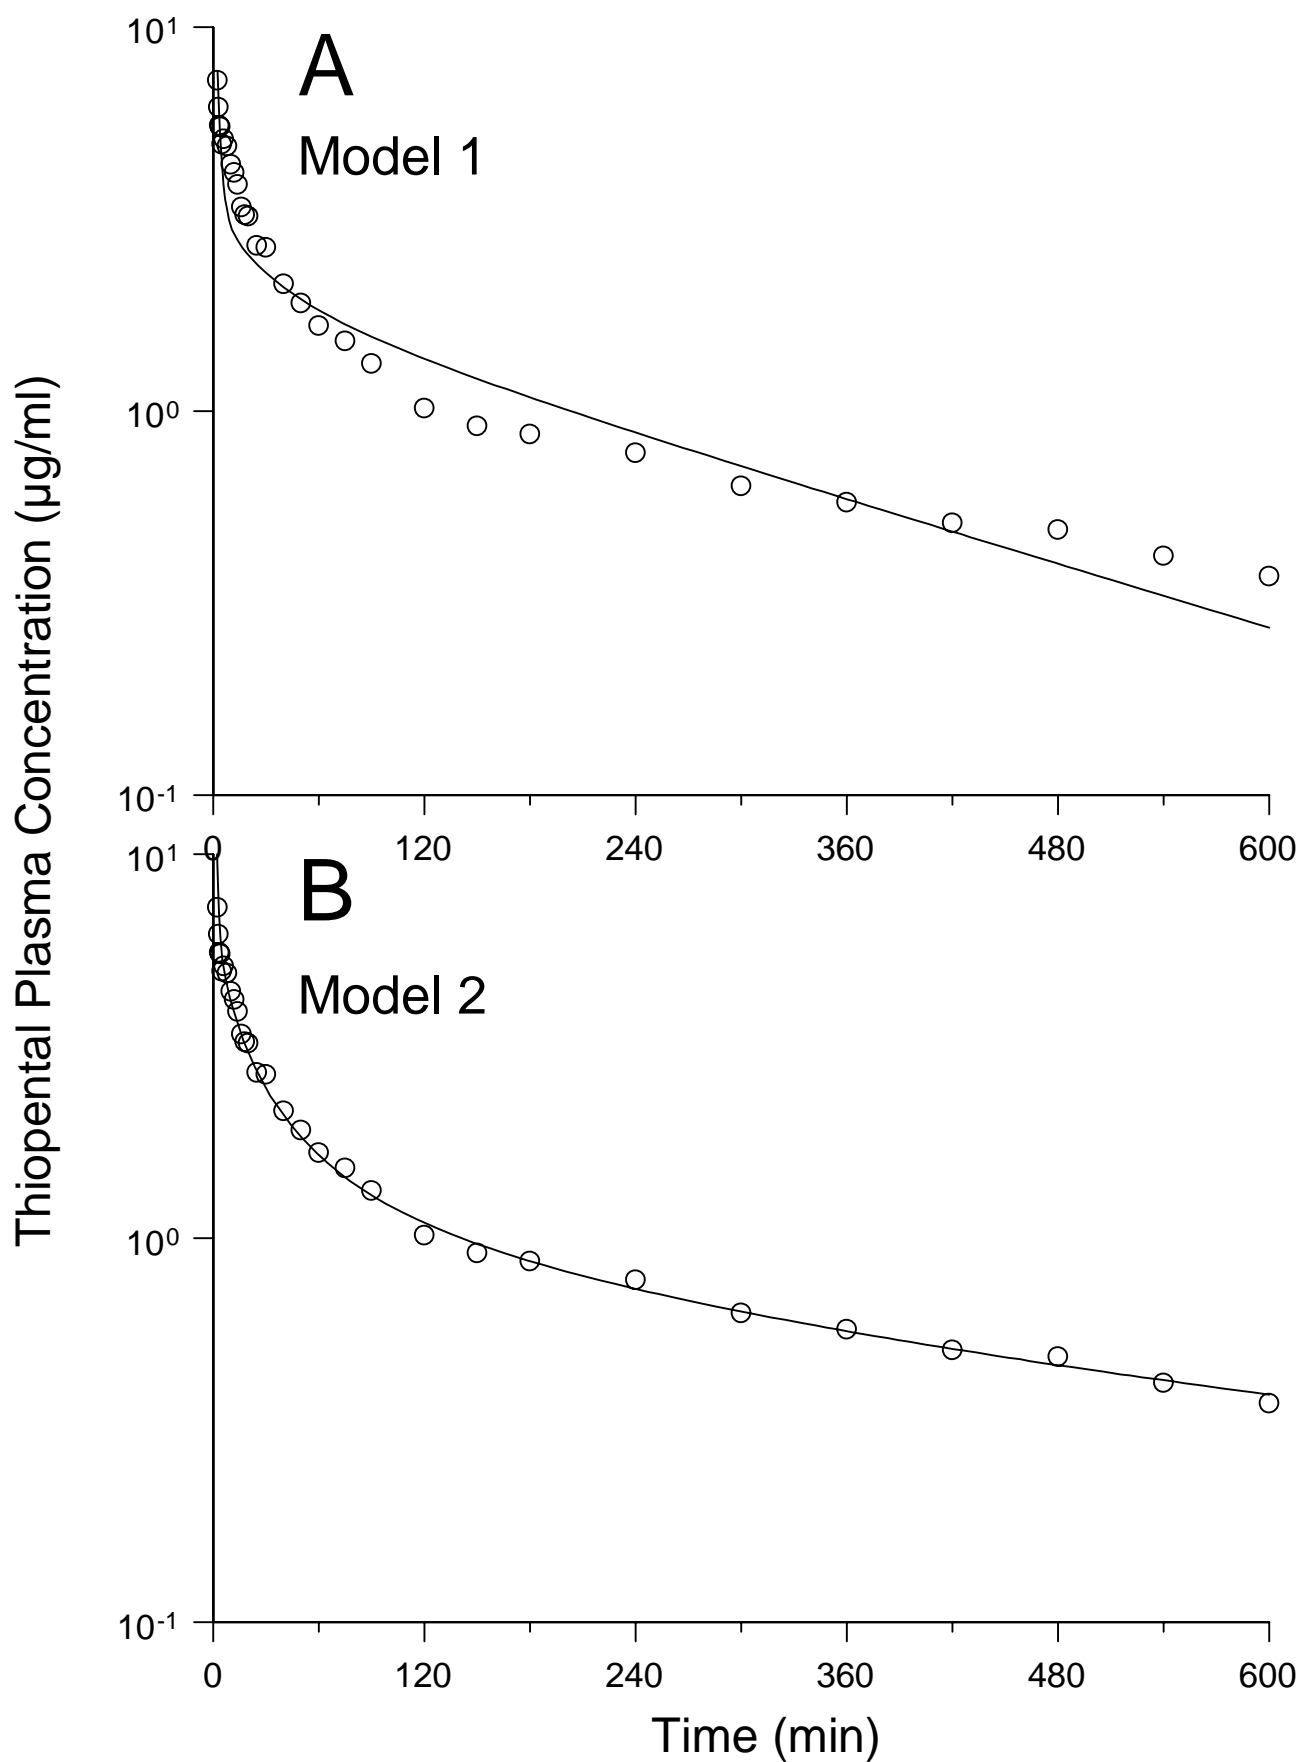 Thiopental Plasma Concentration (µg/ml)
10¹
A
Model 1
10⁰
10⁻¹
0 120 240 360 480 600
10¹
B
Model 2
10⁰
10⁻¹
0 120 240 360 480 600
Time (min)